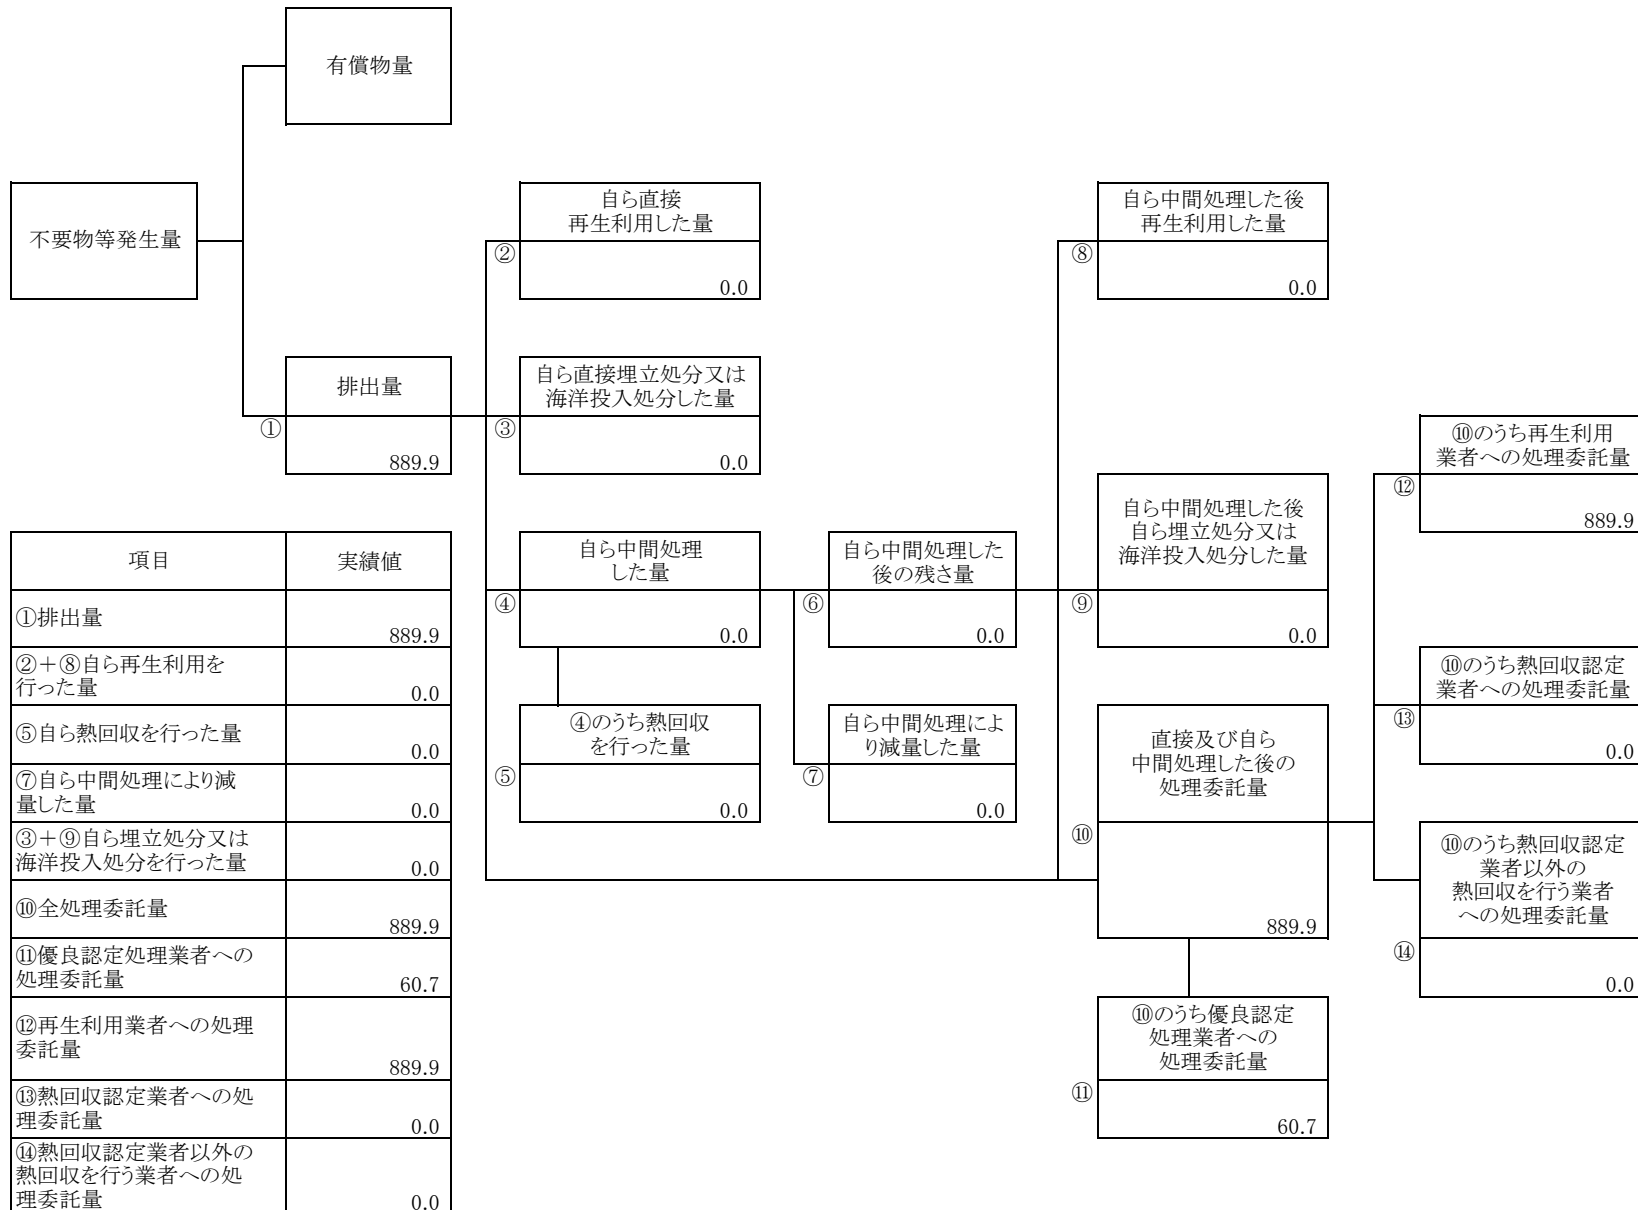 有償物量
不要物等発生量
自ら直接
再生利用した量
②
0.0
自ら中間処理した後
再生利用した量
⑧
0.0
排出量
①
889.9
自ら直接埋立処分又は
海洋投入処分した量
③
0.0
自ら中間処理
した量
④
0.0
自ら中間処理した
後の残さ量
⑥
0.0
自ら中間処理した後
自ら埋立処分又は
海洋投入処分した量
⑨
0.0
⑩のうち再生利用
業者への処理委託量
⑫
889.9
④のうち熱回収
を行った量
⑤
0.0
自ら中間処理によ
り減量した量
⑦
0.0
直接及び自ら
中間処理した後の
処理委託量
⑩
889.9
⑩のうち熱回収認定
業者への処理委託量
⑬
0.0
⑩のうち熱回収認定
業者以外の
熱回収を行う業者
への処理委託量
⑭
0.0
⑩のうち優良認定
処理業者への
処理委託量
⑪
60.7
項目 実績値
①排出量
889.9
②+⑧自ら再生利用を
行った量
0.0
⑤自ら熱回収を行った量
0.0
⑦自ら中間処理により減
量した量
0.0
③+⑨自ら埋立処分又は
海洋投入処分を行った量
0.0
⑩全処理委託量
889.9
⑪優良認定処理業者への
処理委託量
60.7
⑫再生利用業者への処理
委託量
889.9
⑬熱回収認定業者への処
理委託量
0.0
⑭熱回収認定業者以外の
熱回収を行う業者への処
理委託量
0.0